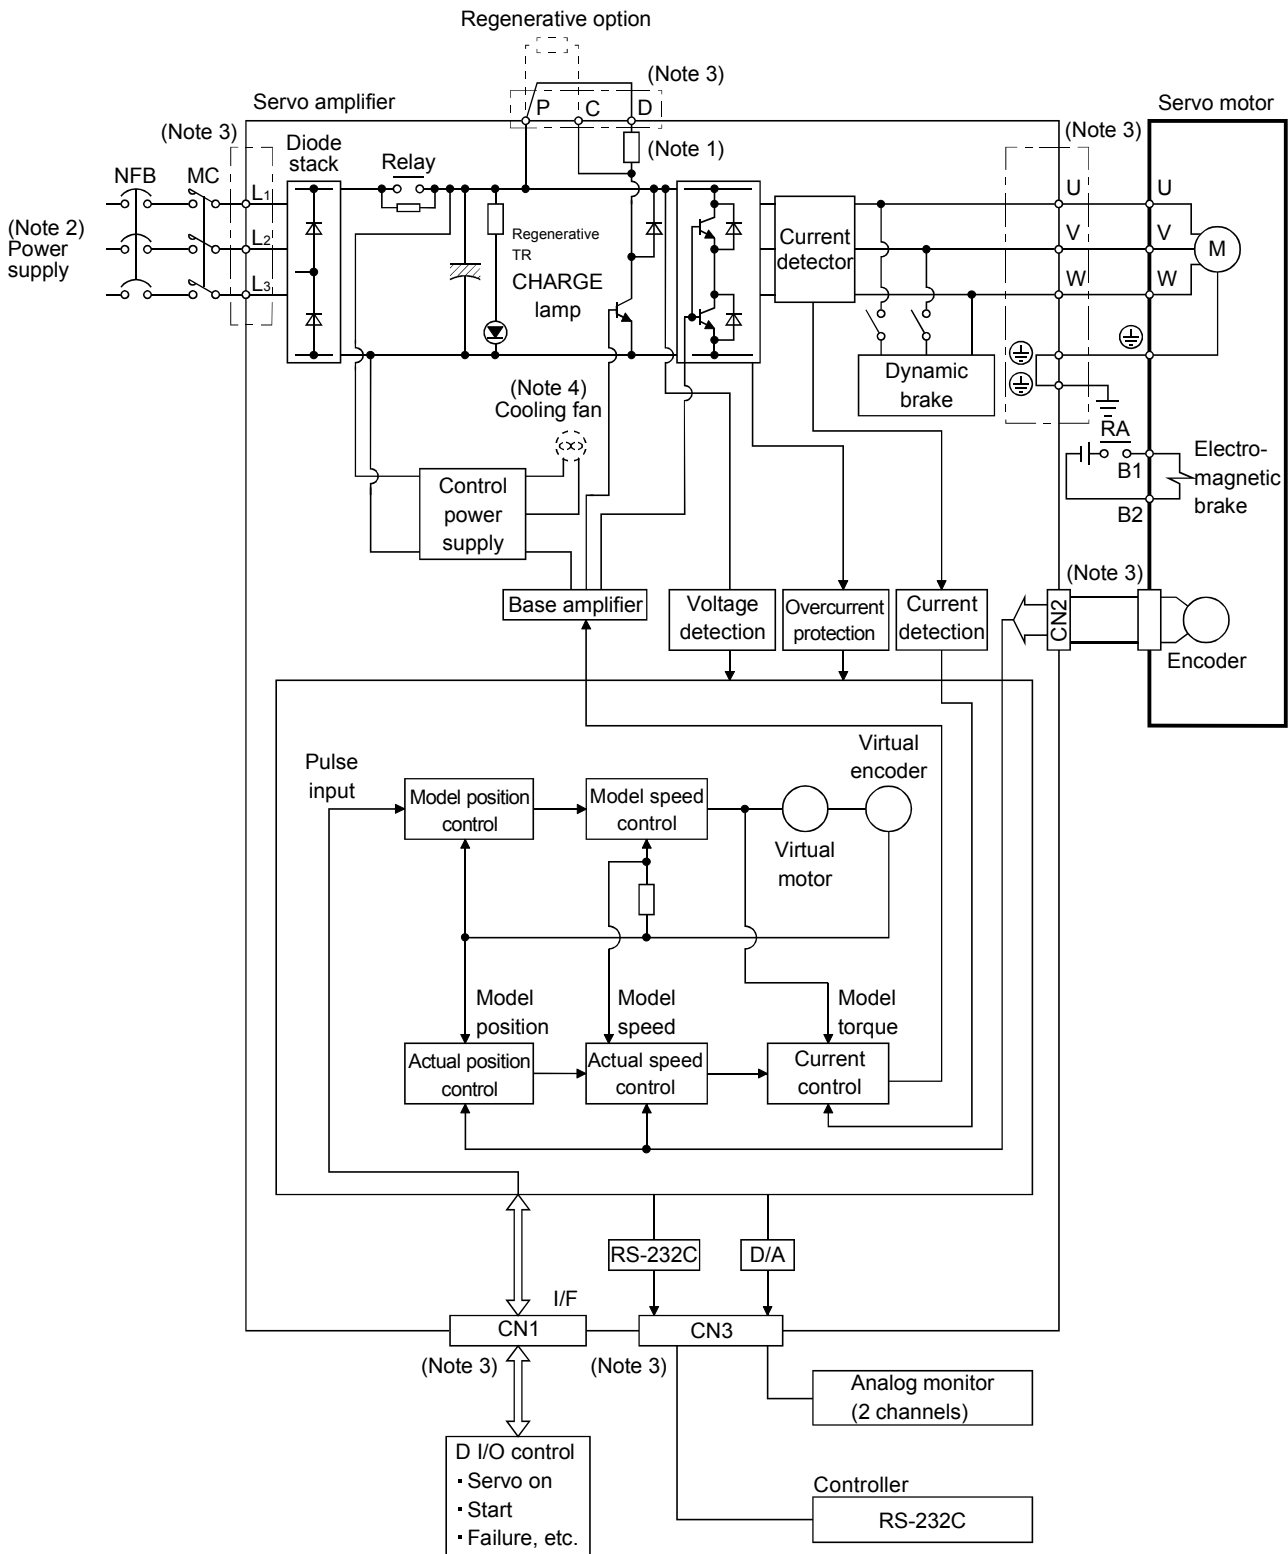 Regenerative option
(Note 3)
P C D
Servo amplifier
Servo motor
(Note 3)
(Note 3)
Diode
stack
(Note 1)
Relay
NFB MC
L1
U U
(Note 2)
Power
supply
L2
Regenerative
TR
Current
detector
V V
M
L3
CHARGE
lamp
W W
Dynamic
brake
(Note 4)
Cooling fan
RA
B1
B2
Electro-
magnetic
brake
Control
power
supply
(Note 3)
Base amplifier
Voltage
detection
Overcurrent
protection
Current
detection
CN2
Encoder
Pulse
input
Virtual
encoder
Model position
control
Model speed
control
Virtual
motor
Model
position
Model
speed
Model
torque
Actual position
control
Actual speed
control
Current
control
RS-232C
D/A
I/F
CN1
CN3
(Note 3)
(Note 3)
Analog monitor
(2 channels)
D I/O control
· Servo on
· Start
· Failure, etc.
Controller
RS-232C